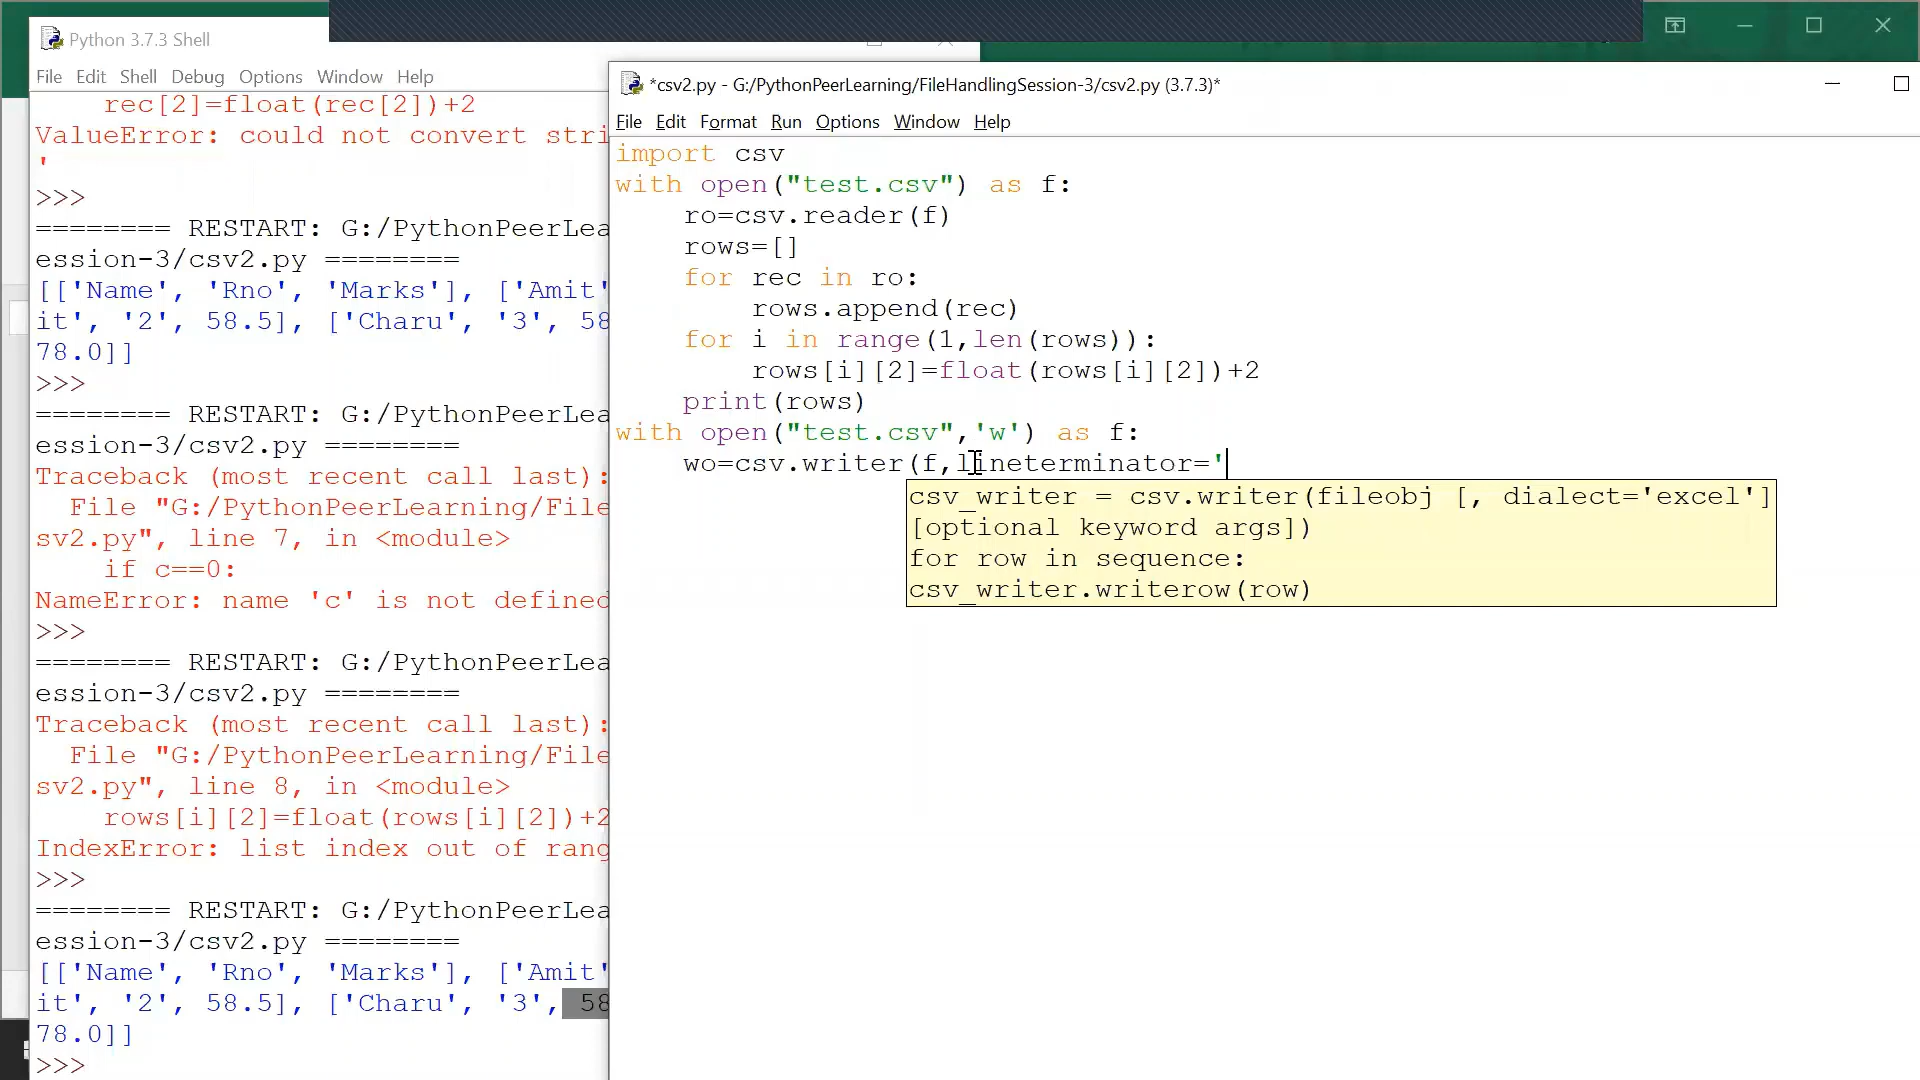 Python 3.7.3 Shell
File Edit Shell Debug Options Window Help
rec[2]=float(rec[2])+2
ValueError: could not convert stri
'
>>>
======== RESTART: G:/PythonPeerLea
ession-3/csv2.py ========
[['Name', 'Rno', 'Marks'], ['Amit'
it', '2', 58.5], ['Charu', '3', 58
78.0]]
>>>
======== RESTART: G:/PythonPeerLea
ession-3/csv2.py ========
Traceback (most recent call last):
File "G:/PythonPeerLearning/File
sv2.py", line 7, in <module>
if c==0:
NameError: name 'c' is not defined
>>>
======== RESTART: G:/PythonPeerLea
ession-3/csv2.py ========
Traceback (most recent call last):
File "G:/PythonPeerLearning/File
sv2.py", line 8, in <module>
rows[i][2]=float(rows[i][2])+2
IndexError: list index out of rang
>>>
======== RESTART: G:/PythonPeerLea
ession-3/csv2.py ========
[['Name', 'Rno', 'Marks'], ['Amit'
it', '2', 58.5], ['Charu', '3', 58
78.0]]
>>>
*csv2.py - G:/PythonPeerLearning/FileHandlingSession-3/csv2.py (3.7.3)*
File Edit Format Run Options Window Help
import csv
with open("test.csv") as f:
ro=csv.reader(f)
rows=[]
for rec in ro:
rows.append(rec)
for i in range(1,len(rows)):
rows[i][2]=float(rows[i][2])+2
print(rows)
with open("test.csv",'w') as f:
wo=csv.writer(f,lineterminator='
csv_writer = csv.writer(fileobj [, dialect='excel']
[optional keyword args])
for row in sequence:
csv_writer.writerow(row)